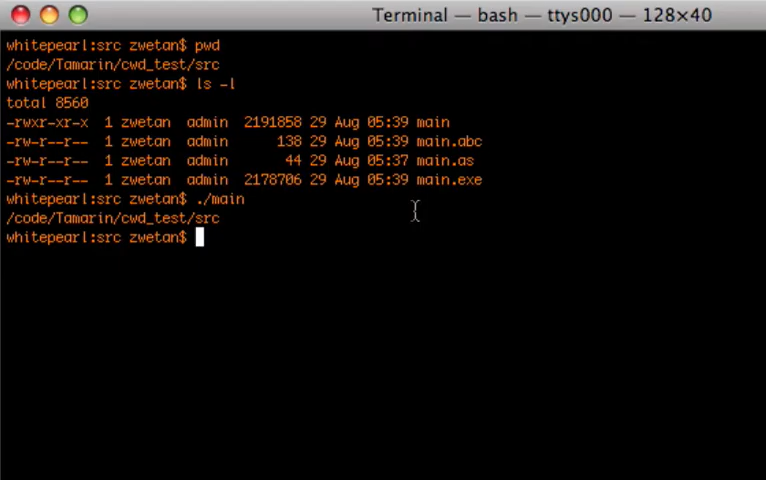 Terminal — bash — ttys000 — 128×40
whitepearl:src zwetan$ pwd
/code/Tamarin/cwd_test/src
whitepearl:src zwetan$ ls -l
total 8560
-rwxr-xr-x  1 zwetan  admin  2191858 29 Aug 05:39 main
-rw-r--r--  1 zwetan  admin      138 29 Aug 05:39 main.abc
-rw-r--r--  1 zwetan  admin       44 29 Aug 05:37 main.as
-rw-r--r--  1 zwetan  admin  2178706 29 Aug 05:39 main.exe
whitepearl:src zwetan$ ./main
/code/Tamarin/cwd_test/src
whitepearl:src zwetan$